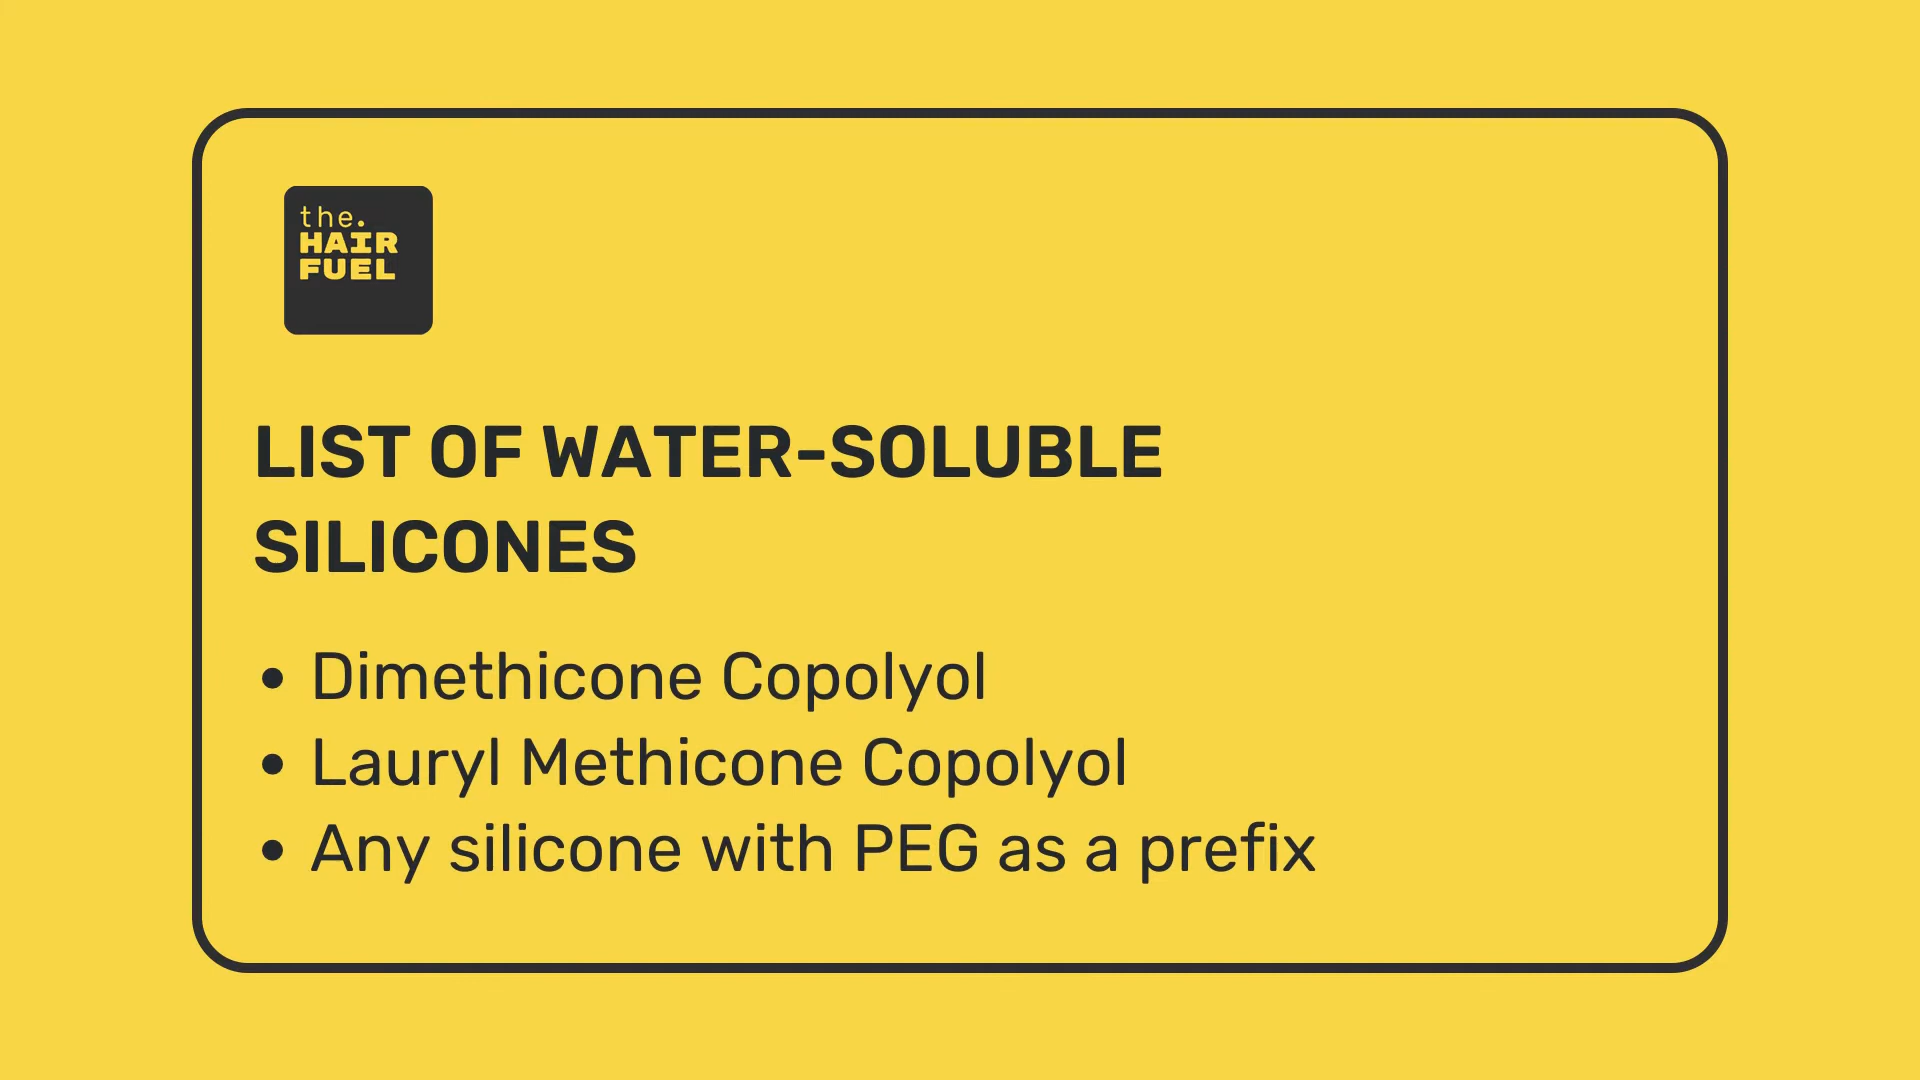 the.
HAIR
FUEL
LIST OF WATER-SOLUBLE
SILICONES
• Dimethicone Copolyol
• Lauryl Methicone Copolyol
• Any silicone with PEG as a prefix